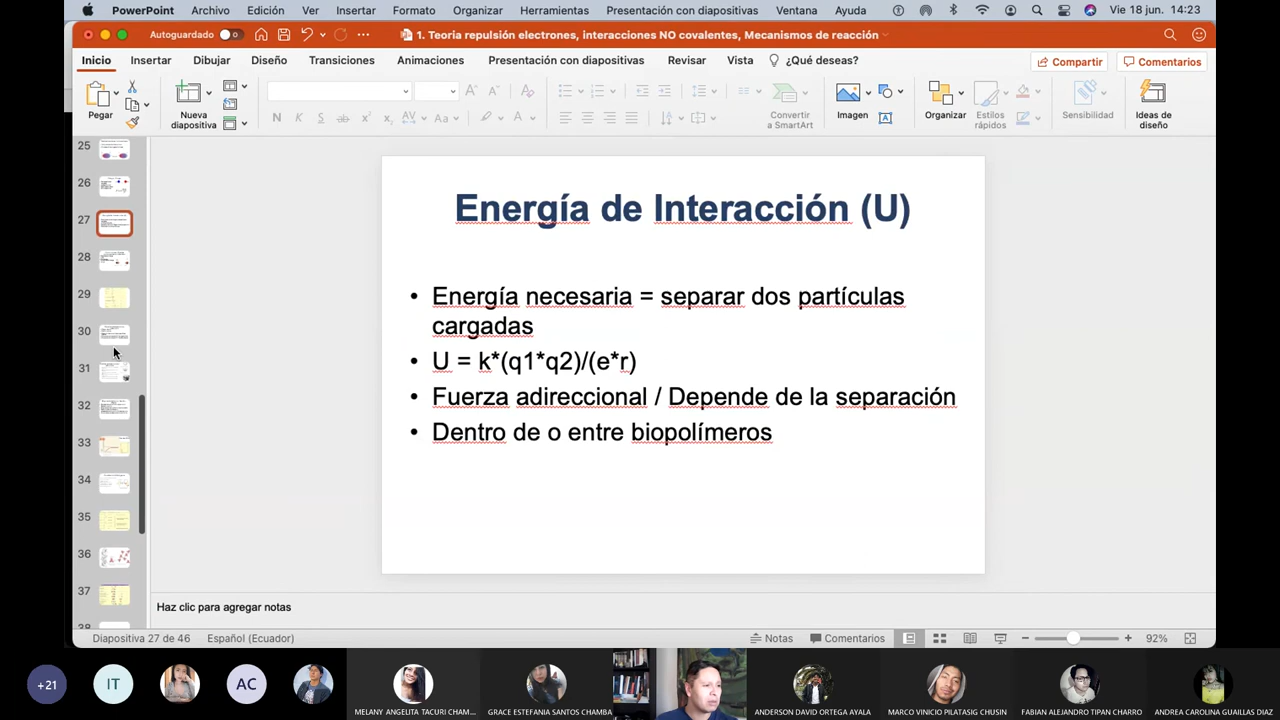 PowerPoint Archivo Edición Ver Insertar Formato Organizar Herramientas Presentación con diapositivas Ventana Ayuda Vie 18 jun. 14:23
Autoguardado 1. Teoria repulsión electrones, interacciones NO covalentes, Mecanismos de reacción
Inicio Insertar Dibujar Diseño Transiciones Animaciones Presentación con diapositivas Revisar Vista ¿Qué deseas? Compartir Comentarios
Pegar
Nueva diapositiva
N K S
Convertir a SmartArt
Imagen
Organizar
Estilos rápidos
Sensibilidad
Ideas de diseño
25
26
27
28
29
30
31
32
33
34
35
36
37
Energía de Interacción (U)
• Energía necesaria = separar dos partículas
cargadas
• U = k*(q1*q2)/(e*r)
• Fuerza adireccional / Depende de la separación
• Dentro de o entre biopolímeros
Haz clic para agregar notas
Diapositiva 27 de 46 Español (Ecuador) Notas Comentarios 92%
+21 IT AC
MELANY ANGELITA TACURI CHAM... GRACE ESTEFANIA SANTOS CHAMBA ANDERSON DAVID ORTEGA AYALA MARCO VINICIO PILATASIG CHUSIN FABIAN ALEJANDRO TIPAN CHARRO ANDREA CAROLINA GUAILLAS DIAZ